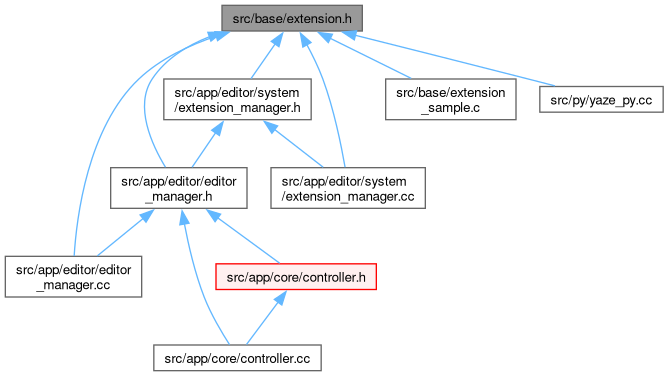 src/base/extension.h
src/app/editor/system
/extension_manager.h
src/base/extension
_sample.c
src/py/yaze_py.cc
src/app/editor/editor
_manager.h
src/app/editor/system
/extension_manager.cc
src/app/editor/editor
_manager.cc
src/app/core/controller.h
src/app/core/controller.cc